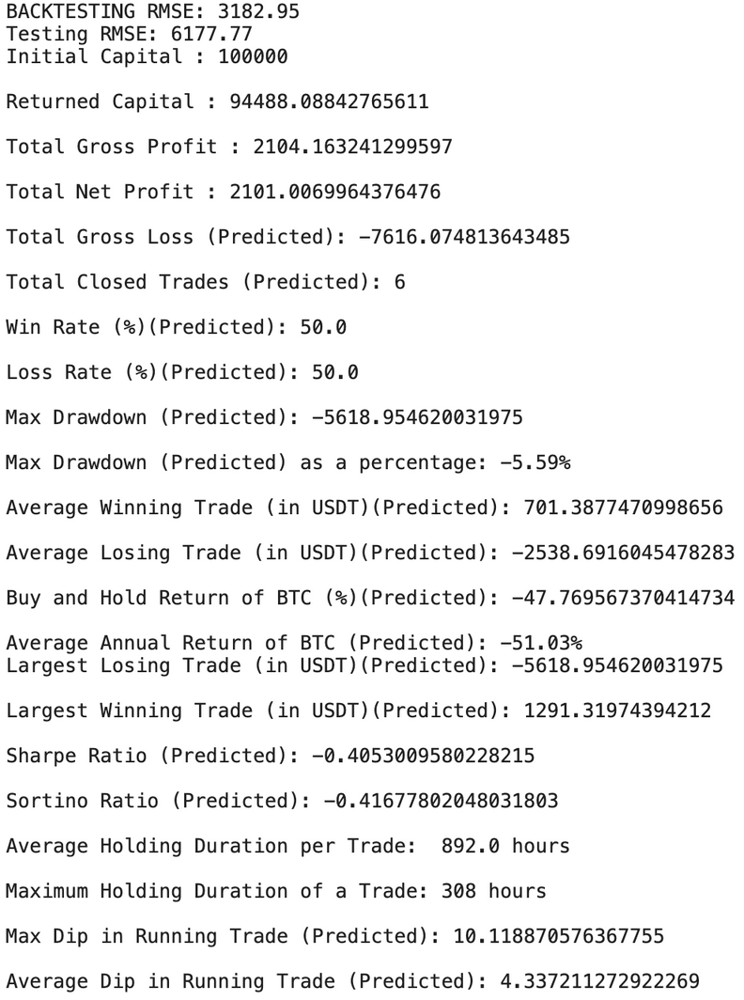 BACKTESTING RMSE: 3182.95
Testing RMSE: 6177.77
Initial Capital : 100000
Returned Capital : 94488.08842765611
Total Gross Profit : 2104.163241299597
Total Net Profit : 2101.0069964376476
Total Gross Loss (Predicted): -7616.074813643485
Total Closed Trades (Predicted): 6
Win Rate (%)(Predicted): 50.0
Loss Rate (%)(Predicted): 50.0
Max Drawdown (Predicted): -5618.954620031975
Max Drawdown (Predicted) as a percentage: -5.59%
Average Winning Trade (in USDT)(Predicted): 701.3877470998656
Average Losing Trade (in USDT)(Predicted): -2538.6916045478283
Buy and Hold Return of BTC (%)(Predicted): -47.769567370414734
Average Annual Return of BTC (Predicted): -51.03%
Largest Losing Trade (in USDT)(Predicted): -5618.954620031975
Largest Winning Trade (in USDT)(Predicted): 1291.31974394212
Sharpe Ratio (Predicted): -0.4053009580228215
Sortino Ratio (Predicted): -0.41677802048031803
Average Holding Duration per Trade:  892.0 hours
Maximum Holding Duration of a Trade: 308 hours
Max Dip in Running Trade (Predicted): 10.118870576367755
Average Dip in Running Trade (Predicted): 4.337211272922269